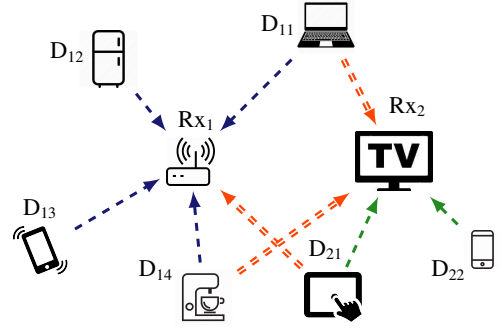 D₁₁
D₁₂
Rx₁
Rx₂
TV
D₁₃
D₁₄
D₂₁
D₂₂